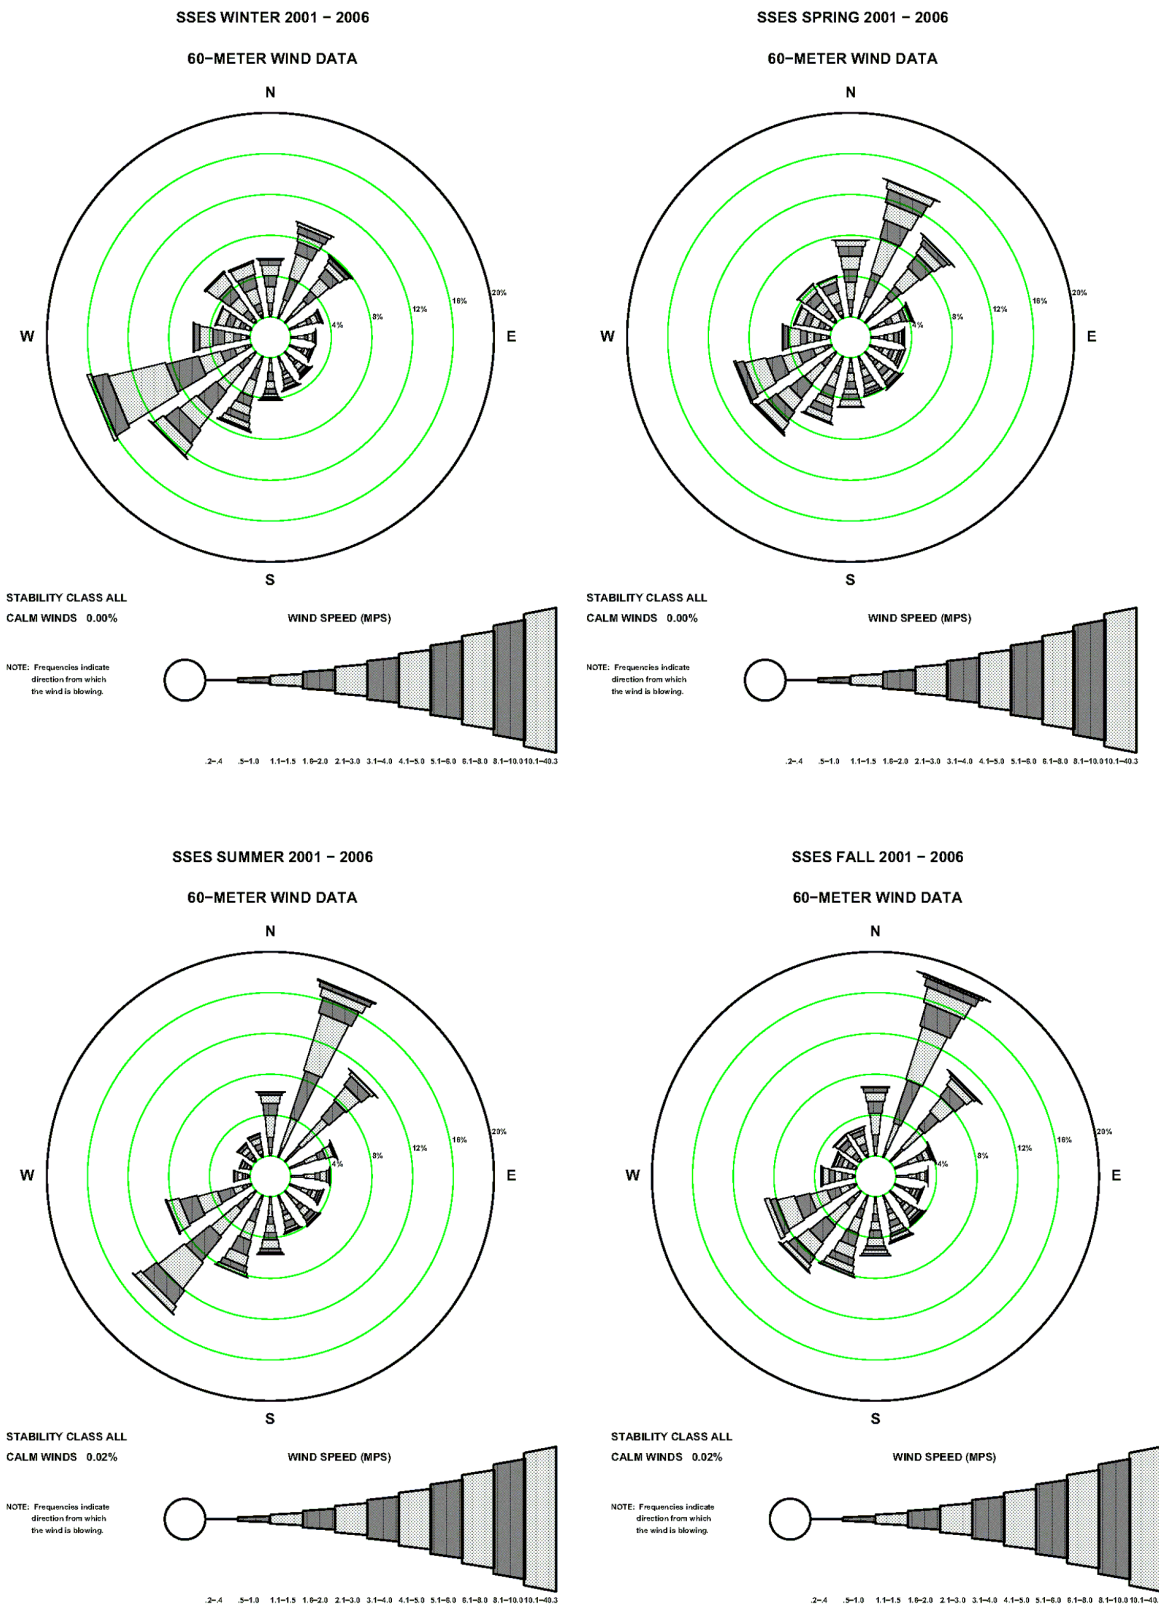 SSES WINTER 2001 − 2006
60−METER WIND DATA
N
20%
16%
12%
8%
4%
W
E
S
STABILITY CLASS ALL
CALM WINDS 0.00%
WIND SPEED (MPS)
NOTE: Frequencies indicate
direction from which
the wind is blowing.
.2−.4 .5−1.0 1.1−1.5 1.6−2.0 2.1−3.0 3.1−4.0 4.1−5.0 5.1−6.0 6.1−8.0 8.1−10.0 10.1−40.3
SSES SPRING 2001 − 2006
60−METER WIND DATA
N
20%
16%
12%
8%
4%
W
E
S
STABILITY CLASS ALL
CALM WINDS 0.00%
WIND SPEED (MPS)
NOTE: Frequencies indicate
direction from which
the wind is blowing.
.2−.4 .5−1.0 1.1−1.5 1.6−2.0 2.1−3.0 3.1−4.0 4.1−5.0 5.1−6.0 6.1−8.0 8.1−10.0 10.1−40.3
SSES SUMMER 2001 − 2006
60−METER WIND DATA
N
20%
16%
12%
8%
4%
W
E
S
STABILITY CLASS ALL
CALM WINDS 0.02%
WIND SPEED (MPS)
NOTE: Frequencies indicate
direction from which
the wind is blowing.
.2−.4 .5−1.0 1.1−1.5 1.6−2.0 2.1−3.0 3.1−4.0 4.1−5.0 5.1−6.0 6.1−8.0 8.1−10.0 10.1−40.3
SSES FALL 2001 − 2006
60−METER WIND DATA
N
20%
16%
12%
8%
4%
W
E
S
STABILITY CLASS ALL
CALM WINDS 0.02%
WIND SPEED (MPS)
NOTE: Frequencies indicate
direction from which
the wind is blowing.
.2−.4 .5−1.0 1.1−1.5 1.6−2.0 2.1−3.0 3.1−4.0 4.1−5.0 5.1−6.0 6.1−8.0 8.1−10.0 10.1−40.